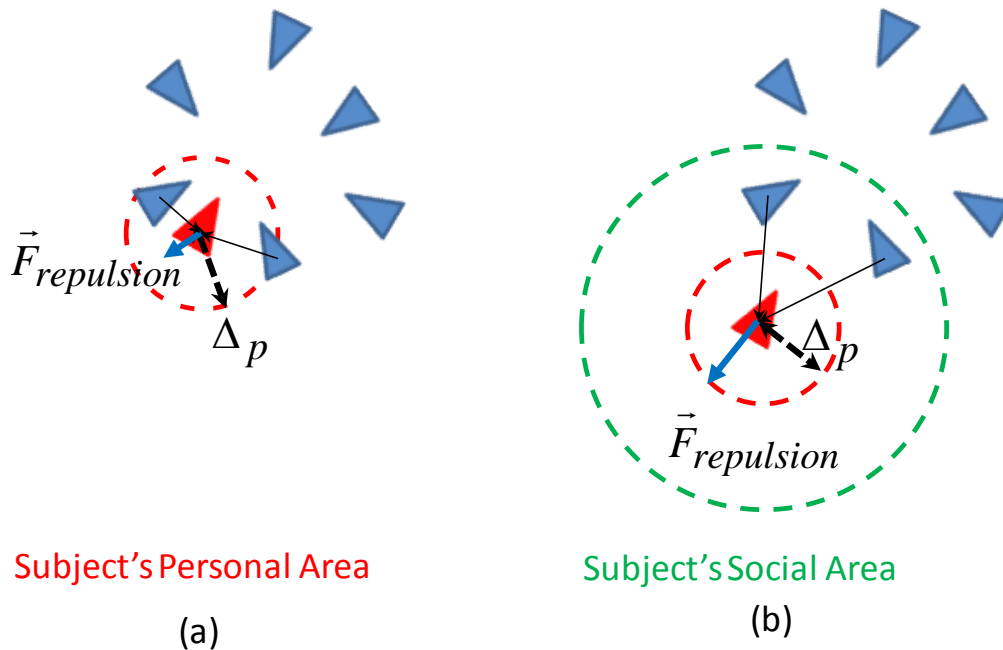 F⃗repulsion
Δp
Δp
F⃗repulsion
Subject's Personal Area
Subject's Social Area
(a)
(b)